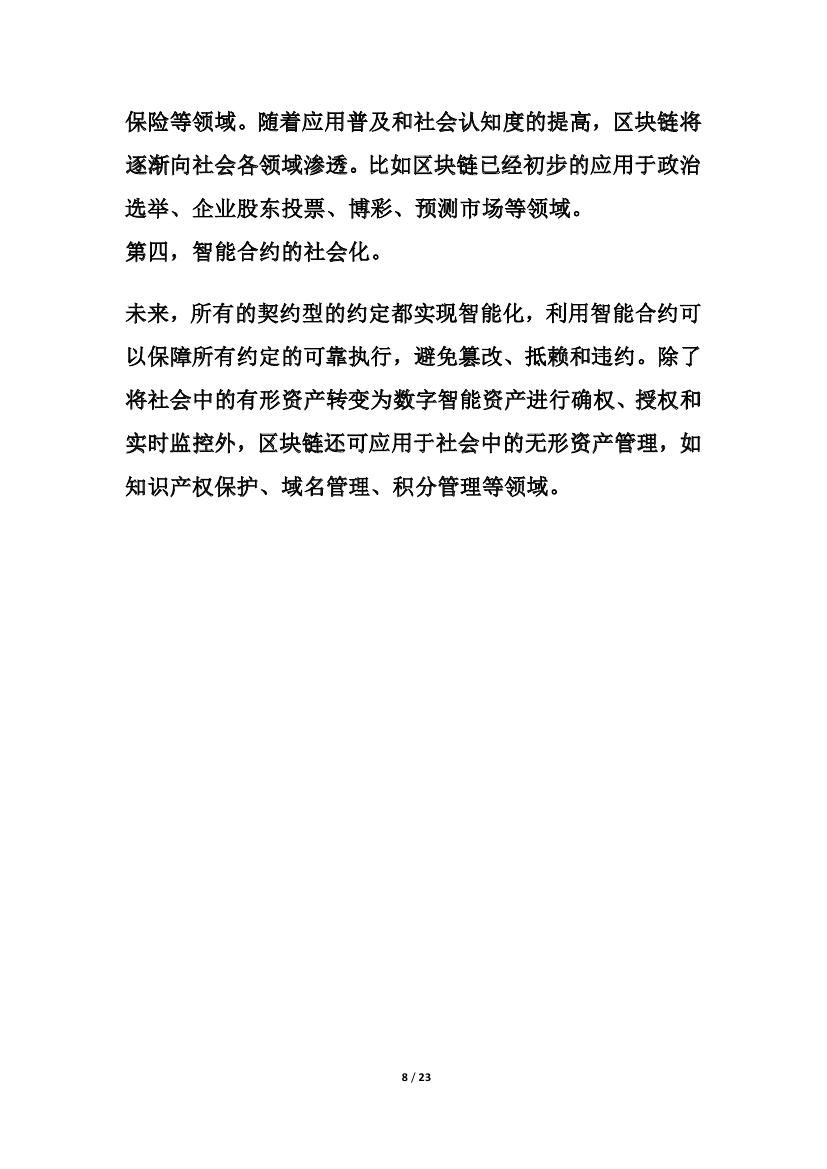 保险等领域。随着应用普及和社会认知度的提高，区块链将
逐渐向社会各领域渗透。比如区块链已经初步的应用于政治
选举、企业股东投票、博彩、预测市场等领域。
第四，智能合约的社会化。
未来，所有的契约型的约定都实现智能化，利用智能合约可
以保障所有约定的可靠执行，避免篡改、抵赖和违约。除了
将社会中的有形资产转变为数字智能资产进行确权、授权和
实时监控外，区块链还可应用于社会中的无形资产管理，如
知识产权保护、域名管理、积分管理等领域。
8 / 23